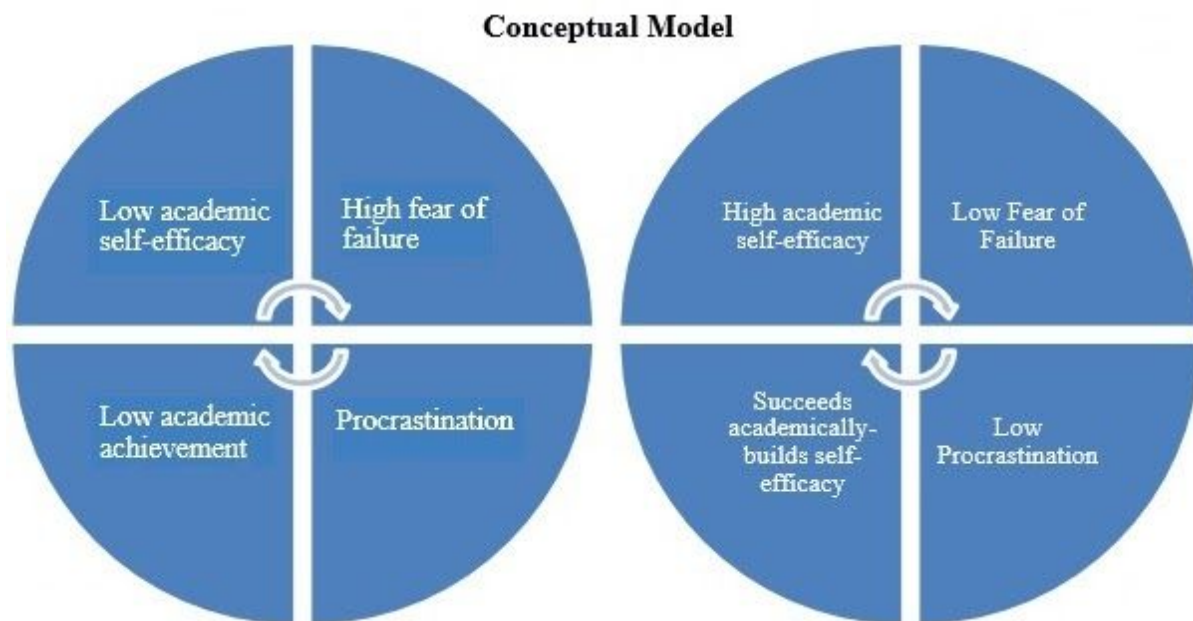 Conceptual Model
Low academic
self-efficacy
High fear of
failure
Low academic
achievement
Procrastination
High academic
self-efficacy
Low Fear of
Failure
Succeeds
academically-
builds self-
efficacy
Low
Procrastination